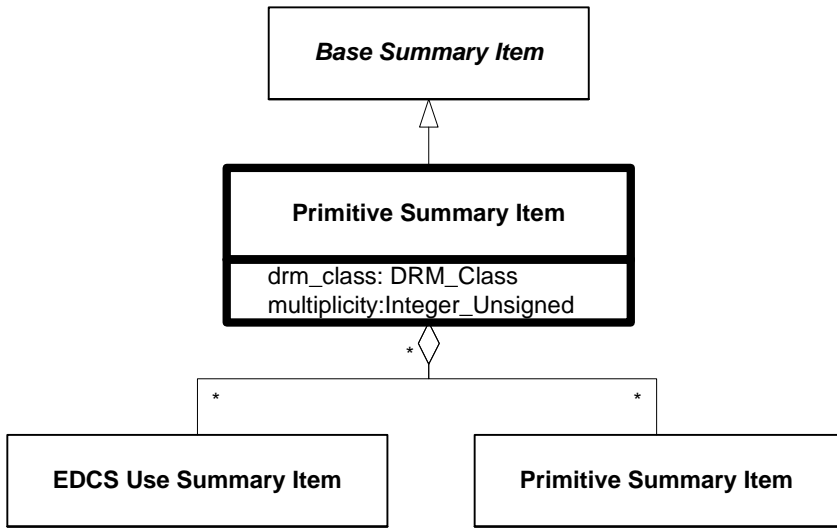 Base Summary Item
Primitive Summary Item
drm_class: DRM_Class
multiplicity:Integer_Unsigned
*
* *
EDCS Use Summary Item Primitive Summary Item